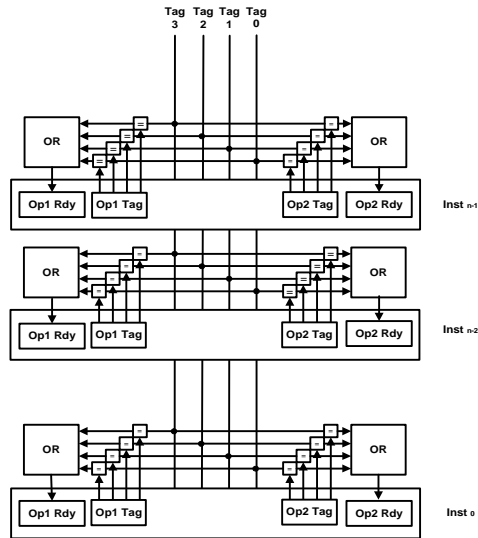 Tag Tag Tag Tag
3 2 1 0
= =
= =
OR = = OR
= =
Op1 Rdy Op1 Tag Op2 Tag Op2 Rdy Inst n-1
= =
= =
OR = = OR
= =
Op1 Rdy Op1 Tag Op2 Tag Op2 Rdy Inst n-2
= =
= =
OR = = OR
= =
Op1 Rdy Op1 Tag Op2 Tag Op2 Rdy Inst 0